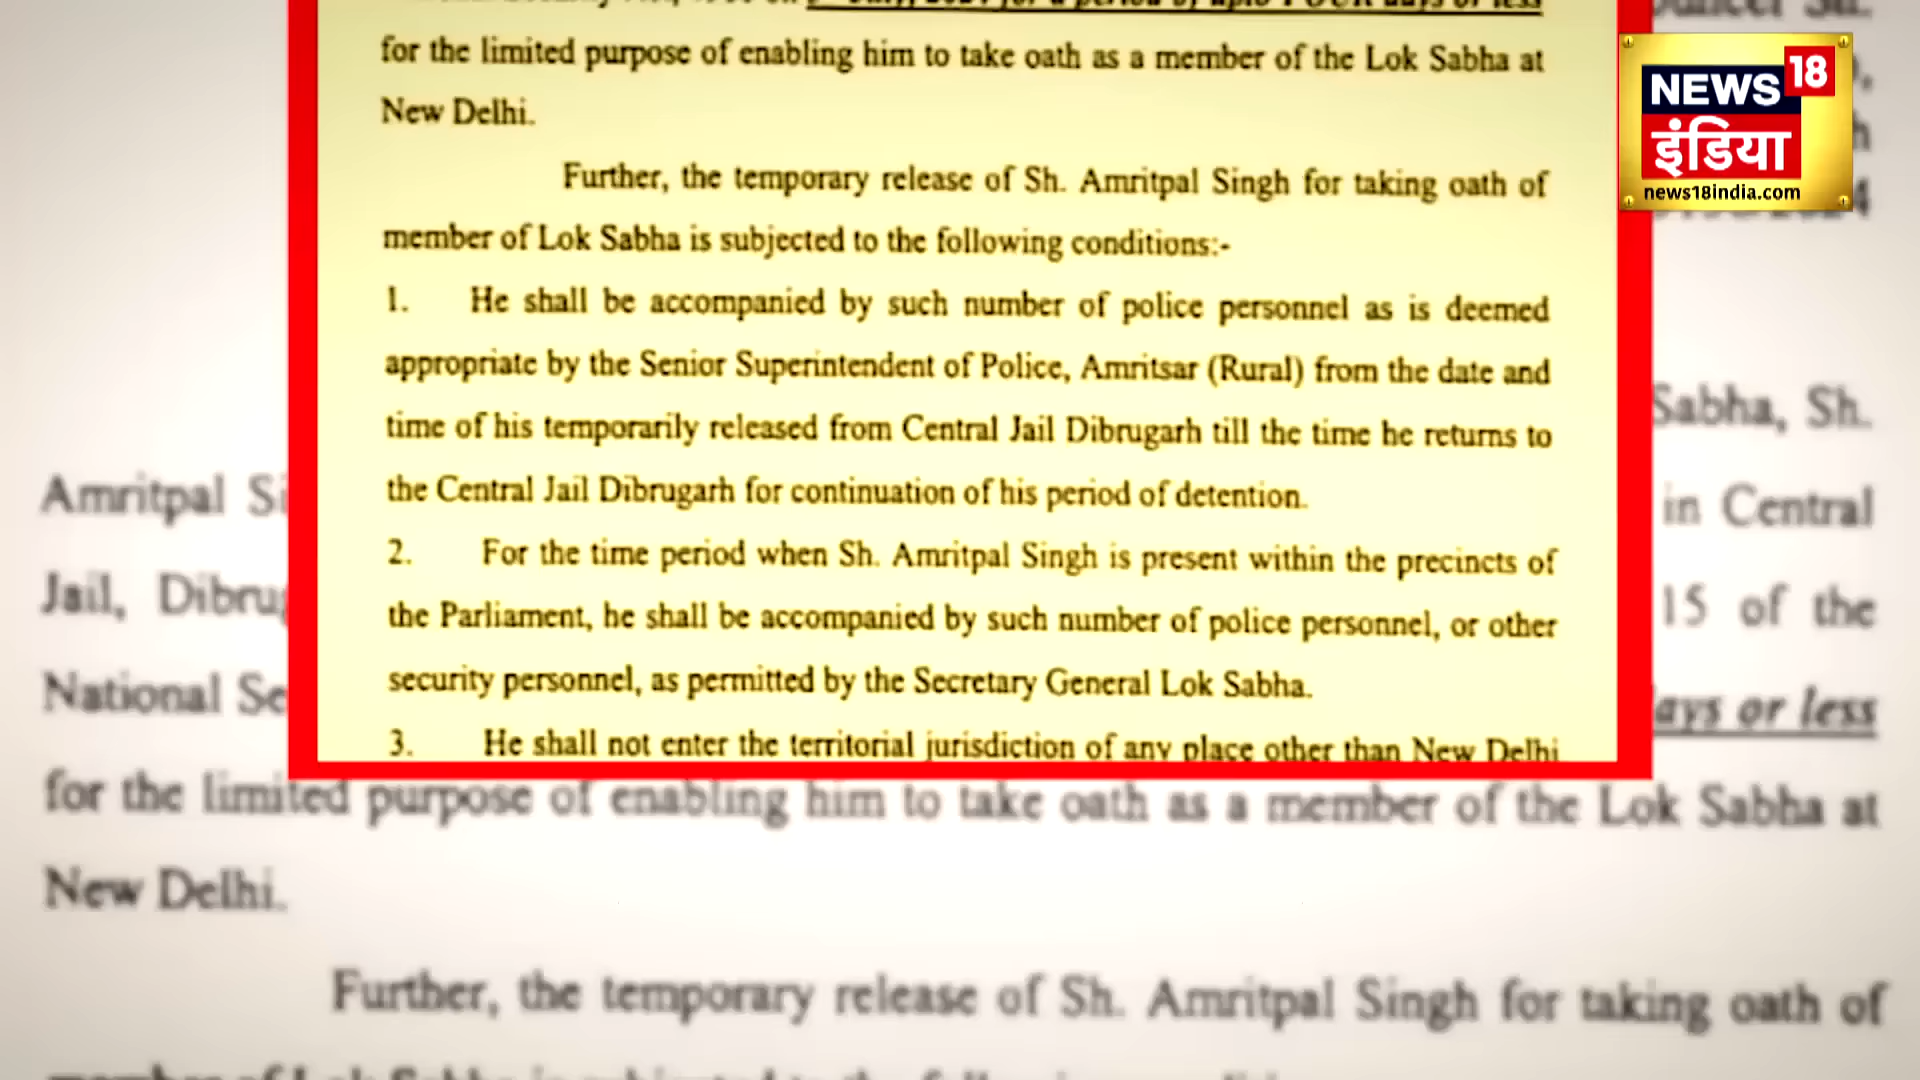 for the limited purpose of enabling him to take oath as a member of the Lok Sabha at
New Delhi.
Further, the temporary release of Sh. Amritpal Singh for taking oath of
member of Lok Sabha is subjected to the following conditions:-
1. He shall be accompanied by such number of police personnel as is deemed
appropriate by the Senior Superintendent of Police, Amritsar (Rural) from the date and
time of his temporarily released from Central Jail Dibrugarh till the time he returns to
the Central Jail Dibrugarh for continuation of his period of detention.
2. For the time period when Sh. Amritpal Singh is present within the precincts of
the Parliament, he shall be accompanied by such number of police personnel, or other
security personnel, as permitted by the Secretary General Lok Sabha.
3. He shall not enter the territorial jurisdiction of any place other than New Delhi
NEWS 18
इंडिया
news18india.com
Sabha, Sh.
Amritpal Si
in Central
Jail, Dibrug
15 of the
National Se
ays or less
for the limited purpose of enabling him to take oath as a member of the Lok Sabha at
New Delhi.
Further, the temporary release of Sh. Amritpal Singh for taking oath of